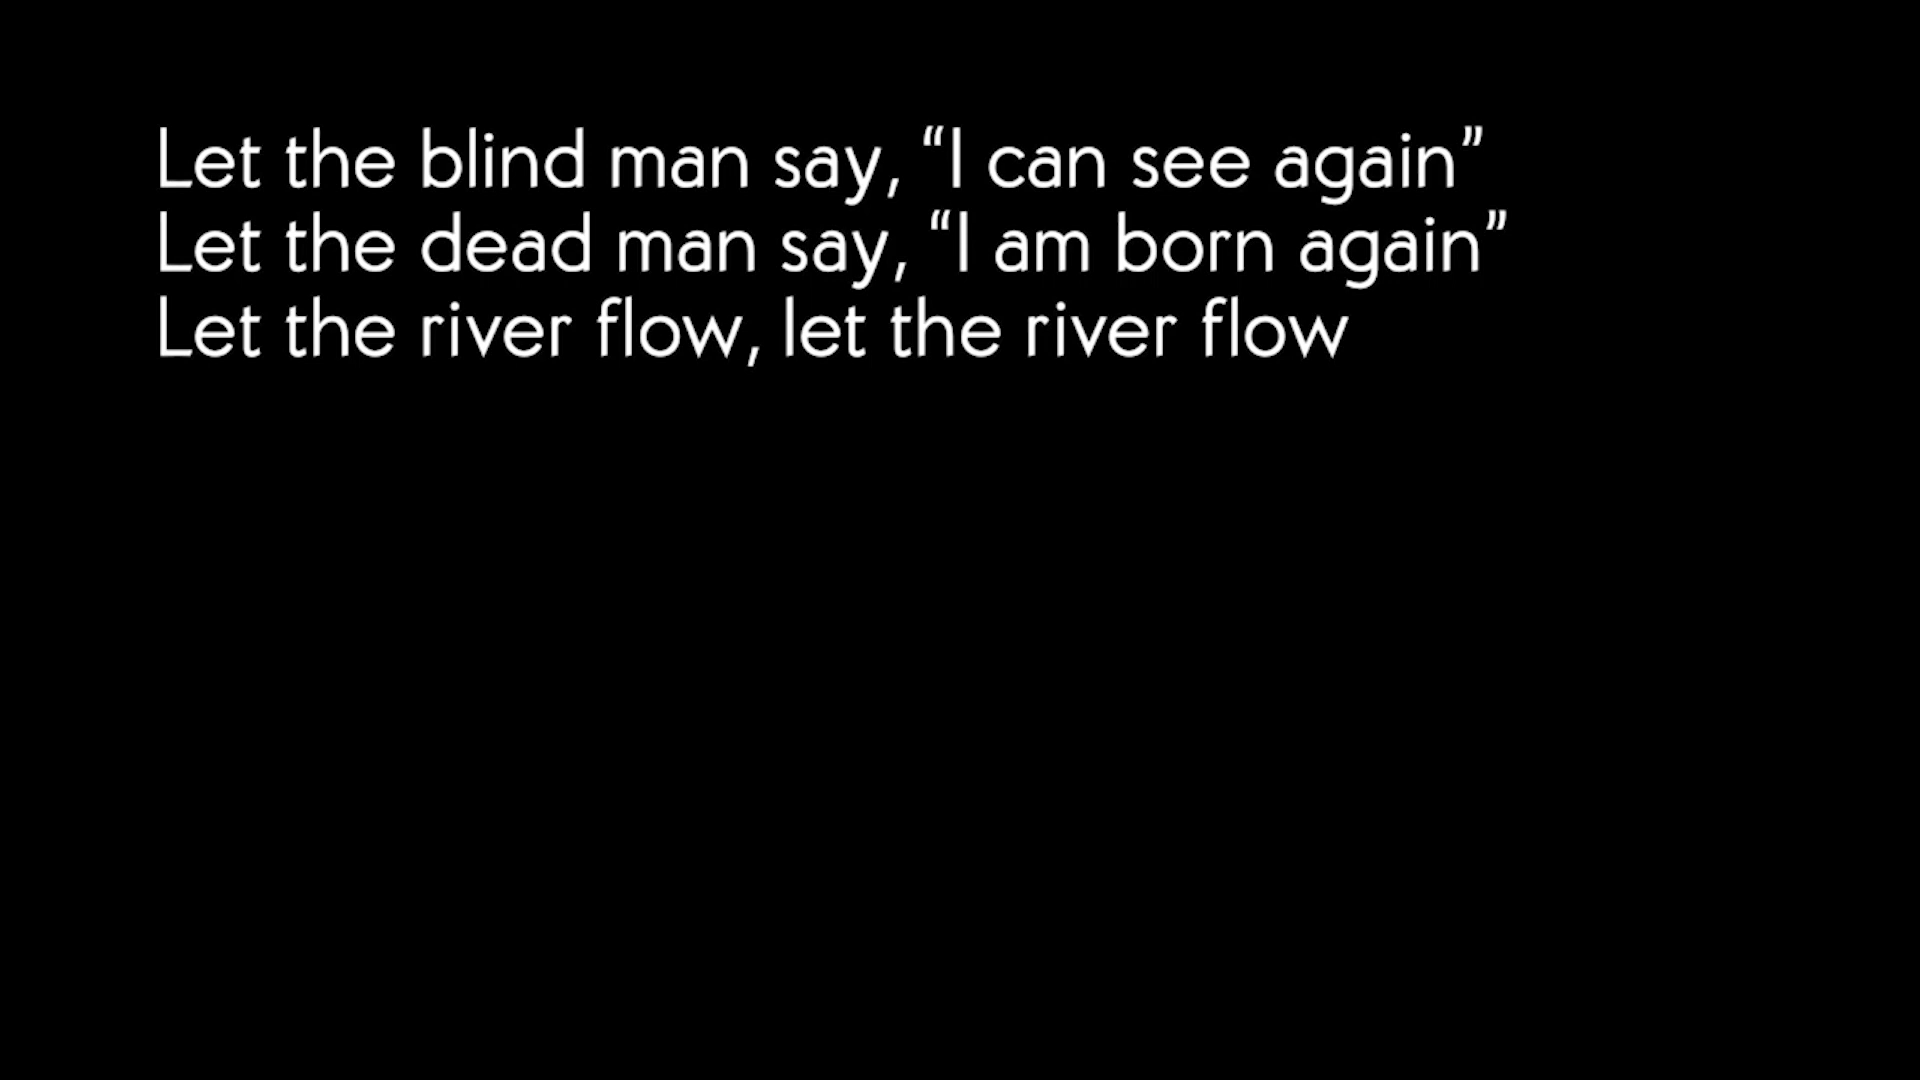 Let the blind man say, “I can see again”
Let the dead man say, “I am born again”
Let the river flow, let the river flow